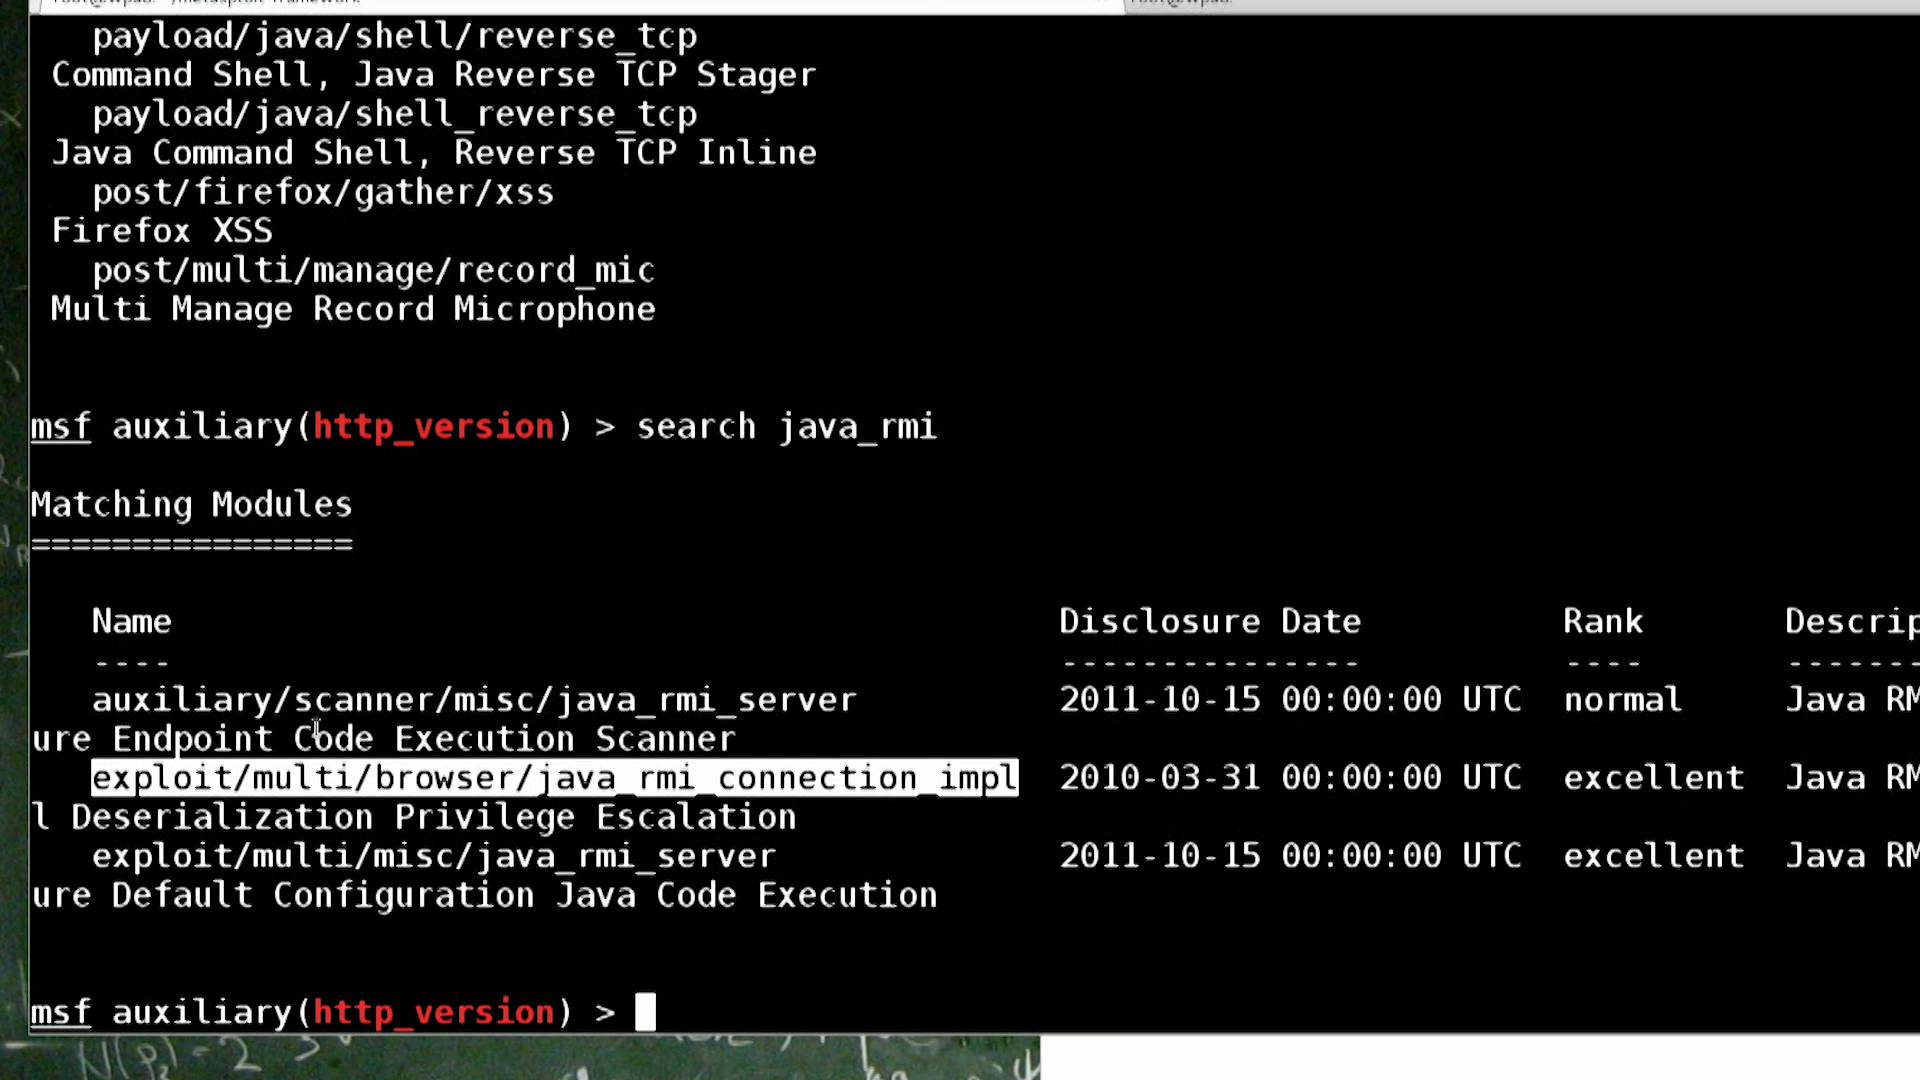 payload/java/shell/reverse_tcp
Command Shell, Java Reverse TCP Stager
payload/java/shell_reverse_tcp
Java Command Shell, Reverse TCP Inline
post/firefox/gather/xss
Firefox XSS
post/multi/manage/record_mic
Multi Manage Record Microphone
msf auxiliary(http_version) > search java_rmi
Matching Modules
================
Name Disclosure Date Rank Descrip
---- --------------- ---- -------
auxiliary/scanner/misc/java_rmi_server 2011-10-15 00:00:00 UTC normal Java RM
ure Endpoint Code Execution Scanner
exploit/multi/browser/java_rmi_connection_impl 2010-03-31 00:00:00 UTC excellent Java RM
l Deserialization Privilege Escalation
exploit/multi/misc/java_rmi_server 2011-10-15 00:00:00 UTC excellent Java RM
ure Default Configuration Java Code Execution
msf auxiliary(http_version) >